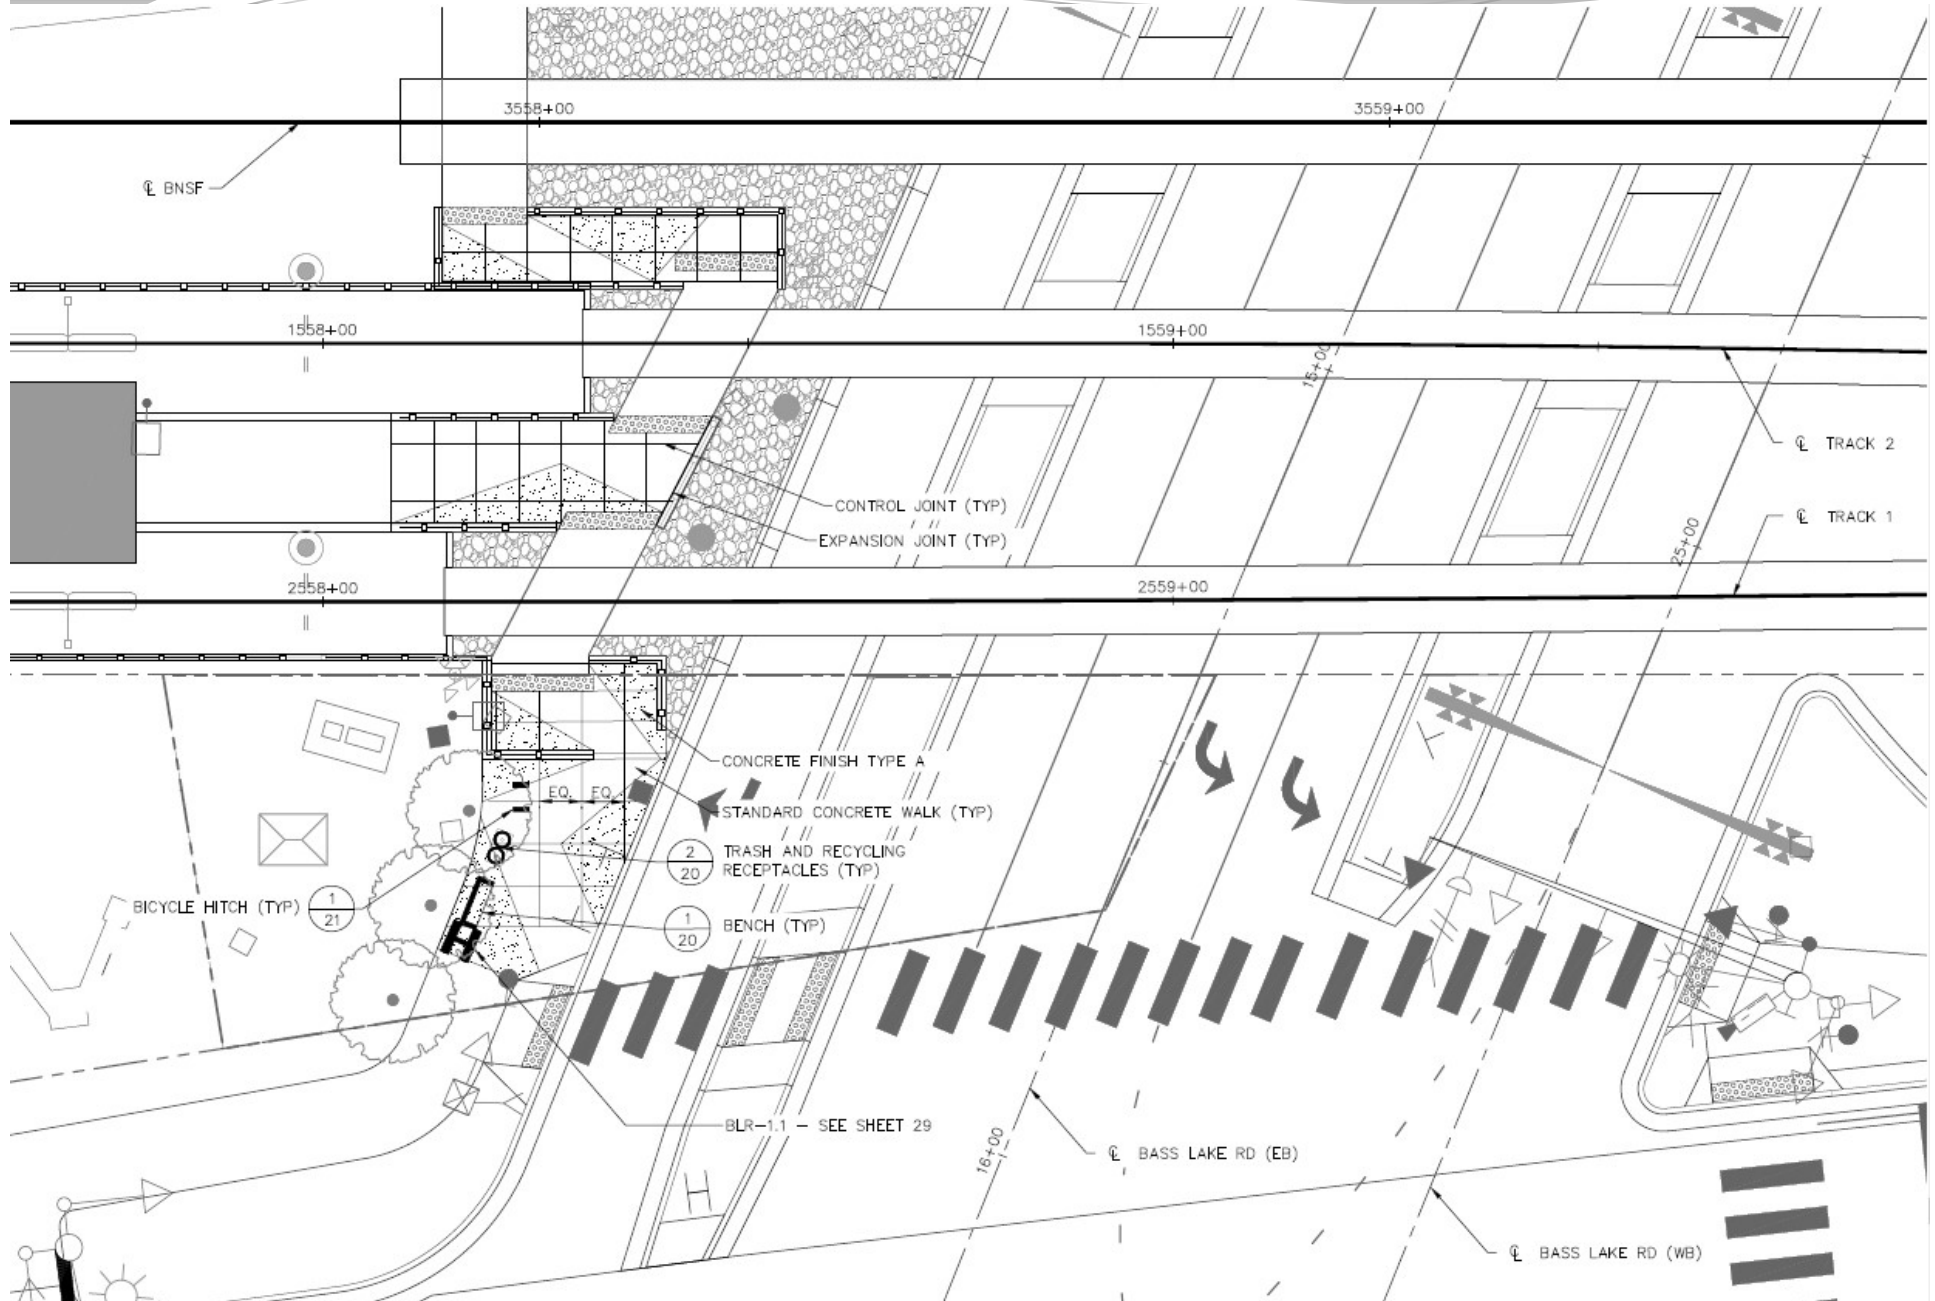 3558+00
3559+00
℄ BNSF
1558+00
1559+00
15+00
℄ TRACK 2
CONTROL JOINT (TYP)
℄ TRACK 1
EXPANSION JOINT (TYP)
25+00
2558+00
2559+00
CONCRETE FINISH TYPE A
EQ. EQ.
STANDARD CONCRETE WALK (TYP)
2
20
TRASH AND RECYCLING
RECEPTACLES (TYP)
BICYCLE HITCH (TYP)
1
21
1
20
BENCH (TYP)
BLR-1.1 - SEE SHEET 29
16+00
℄ BASS LAKE RD (EB)
℄ BASS LAKE RD (WB)